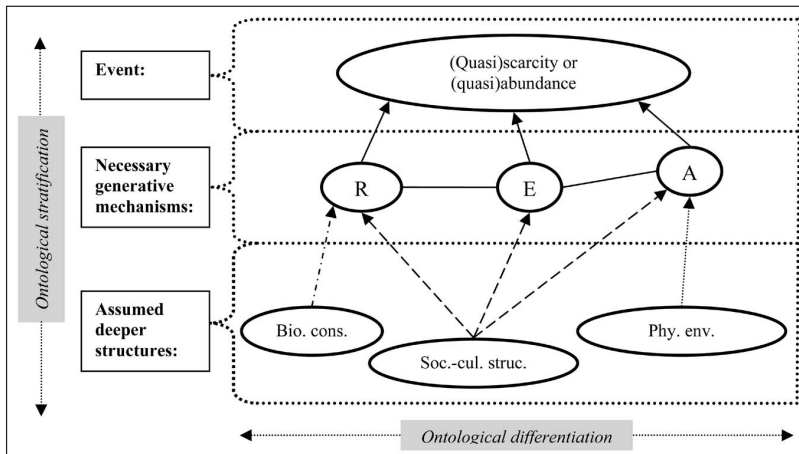 Event:
(Quasi)scarcity or
(quasi)abundance
Ontological stratification
Necessary
generative
mechanisms:
R
E
A
Assumed
deeper
structures:
Bio. cons.
Soc.-cul. struc.
Phy. env.
Ontological differentiation